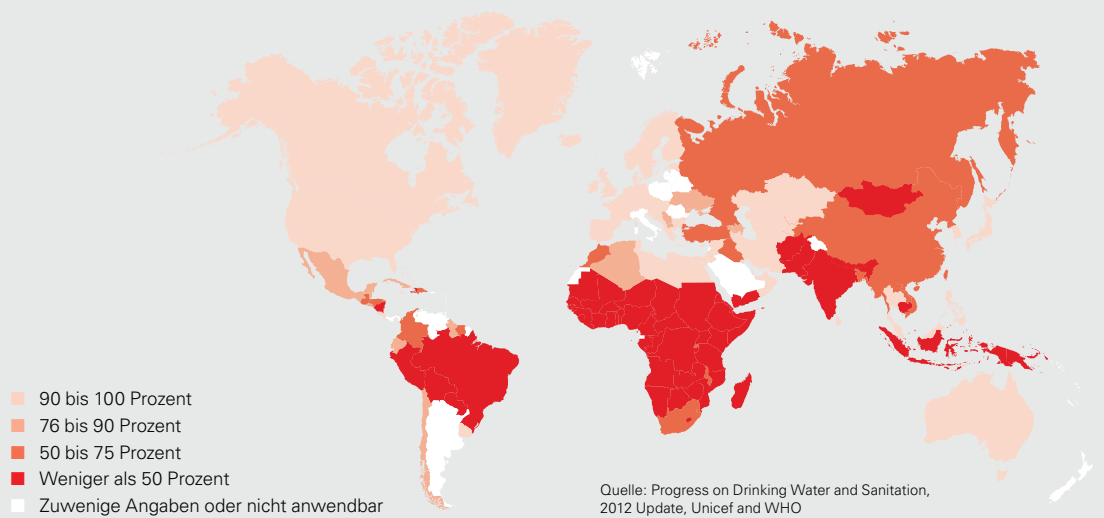 90 bis 100 Prozent
76 bis 90 Prozent
50 bis 75 Prozent
Weniger als 50 Prozent
Zuwenige Angaben oder nicht anwendbar
Quelle: Progress on Drinking Water and Sanitation,
2012 Update, Unicef and WHO